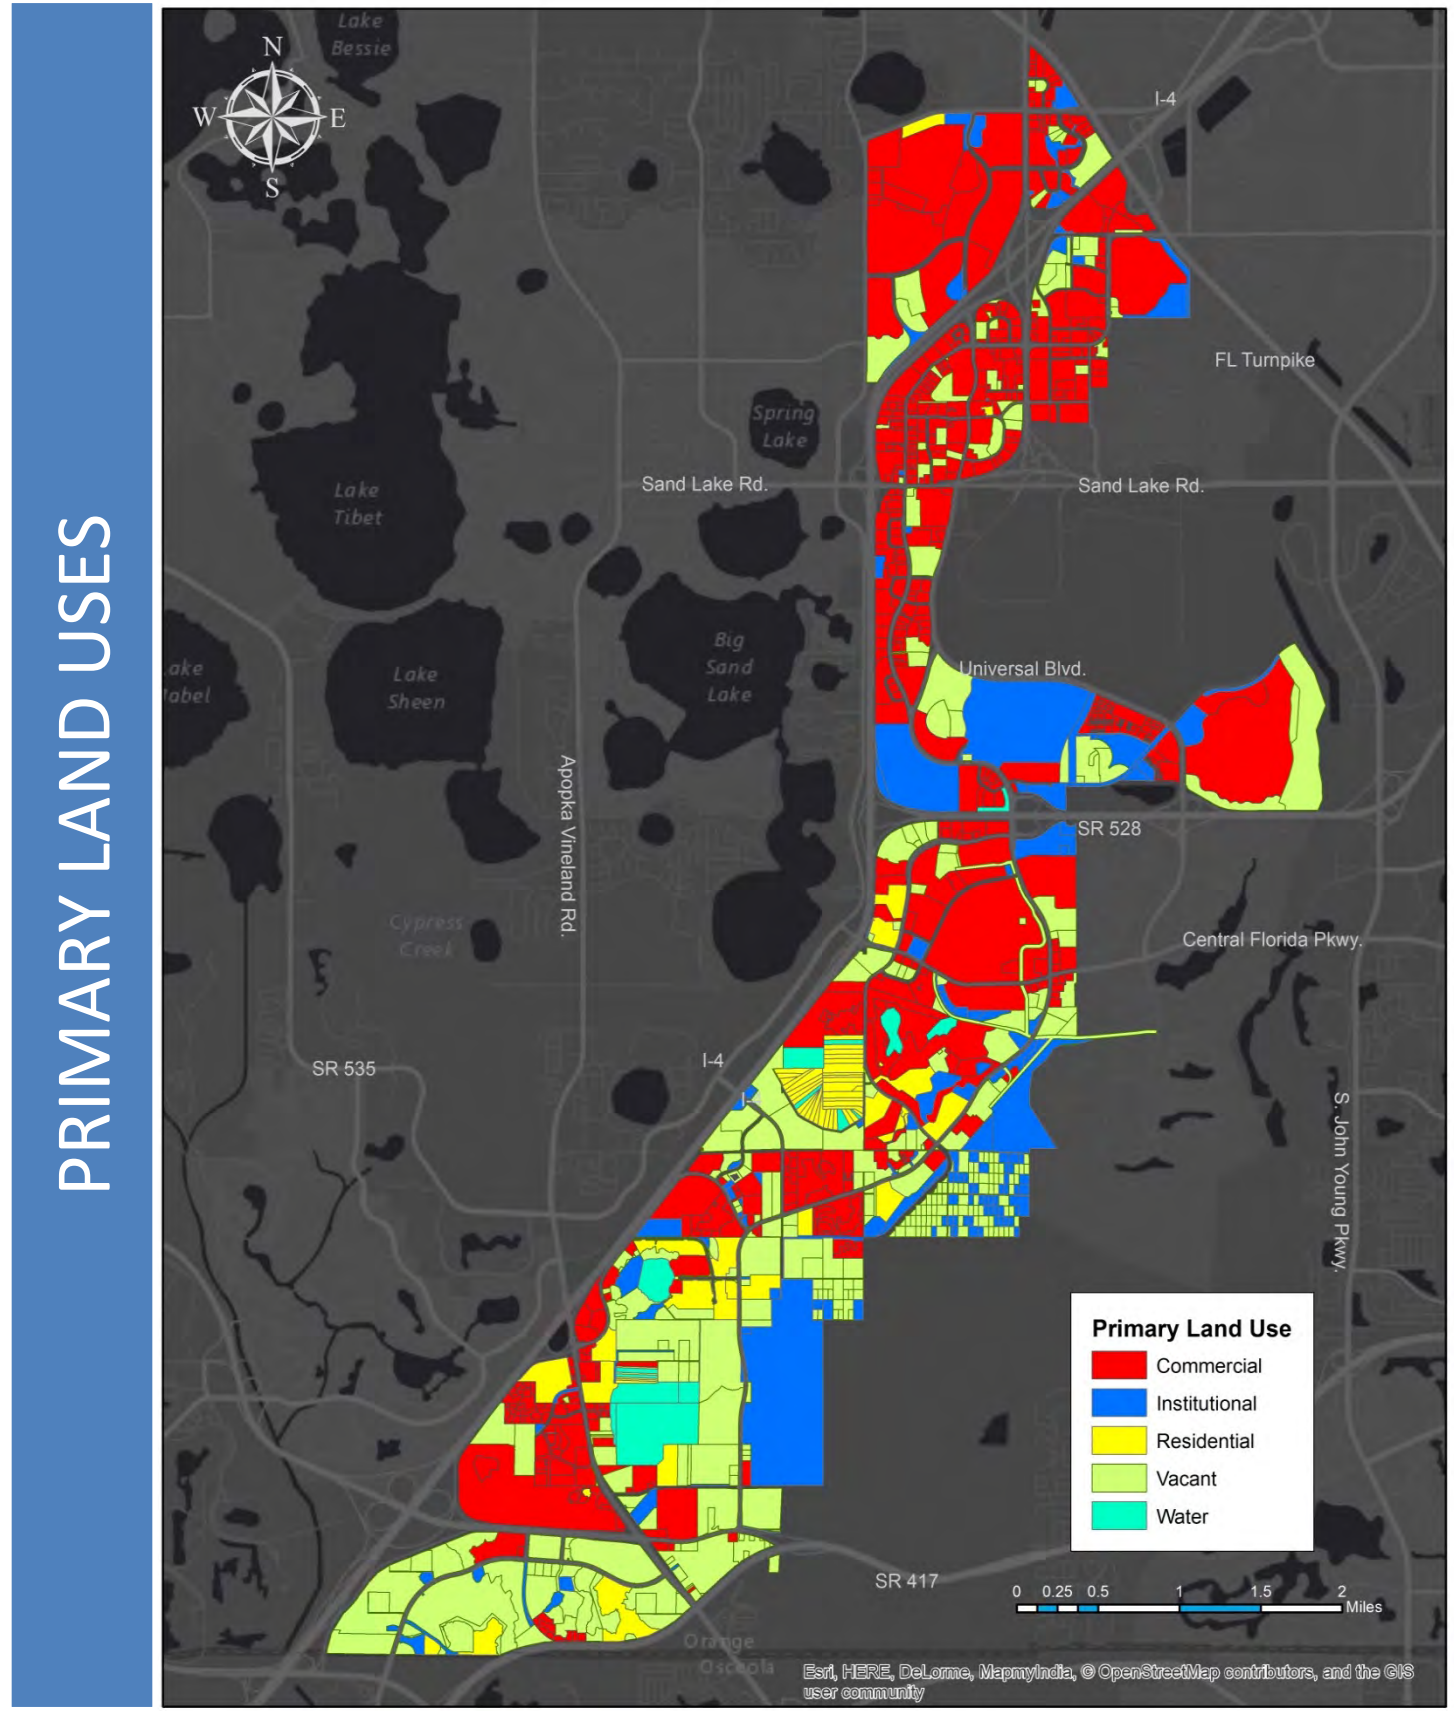 PRIMARY LAND USES
Lake
Bessie
N
W
E
S
I-4
FL Turnpike
Spring
Lake
Sand Lake Rd.
Sand Lake Rd.
Lake
Tibet
Big
Sand
Lake
Universal Blvd.
ake
abel
Lake
Sheen
Apopka Vineland Rd.
SR 528
Cypress
Creek
Central Florida Pkwy.
I-4
SR 535
I-4
S. John Young Pkwy.
Primary Land Use
Commercial
Institutional
Residential
Vacant
Water
SR 417
0 0.25 0.5 1 1.5 2
Miles
Orange
Osceola
Esri, HERE, DeLorme, MapmyIndia, © OpenStreetMap contributors, and the GIS
user community